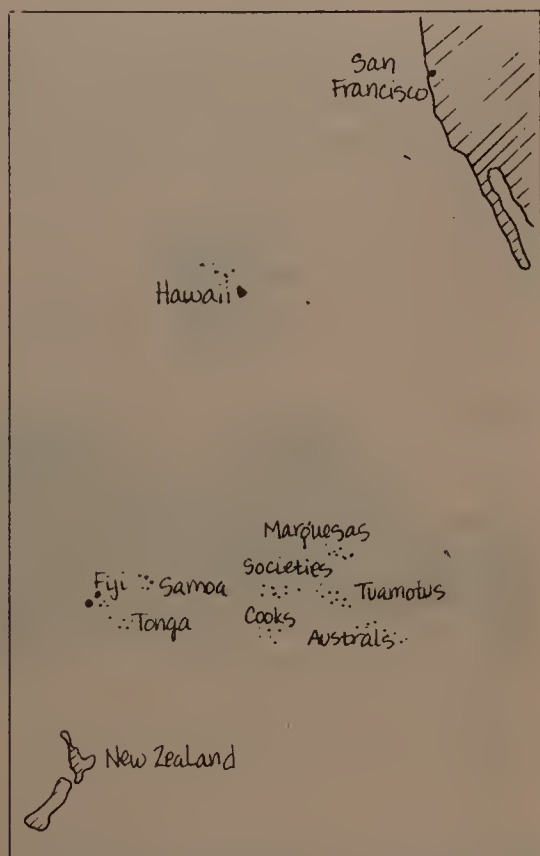 San
Francisco
Hawaii
Marquesas
Societies
Fiji
Samoa
Tuamotus
Cooks
Tonga
Australs
New Zealand